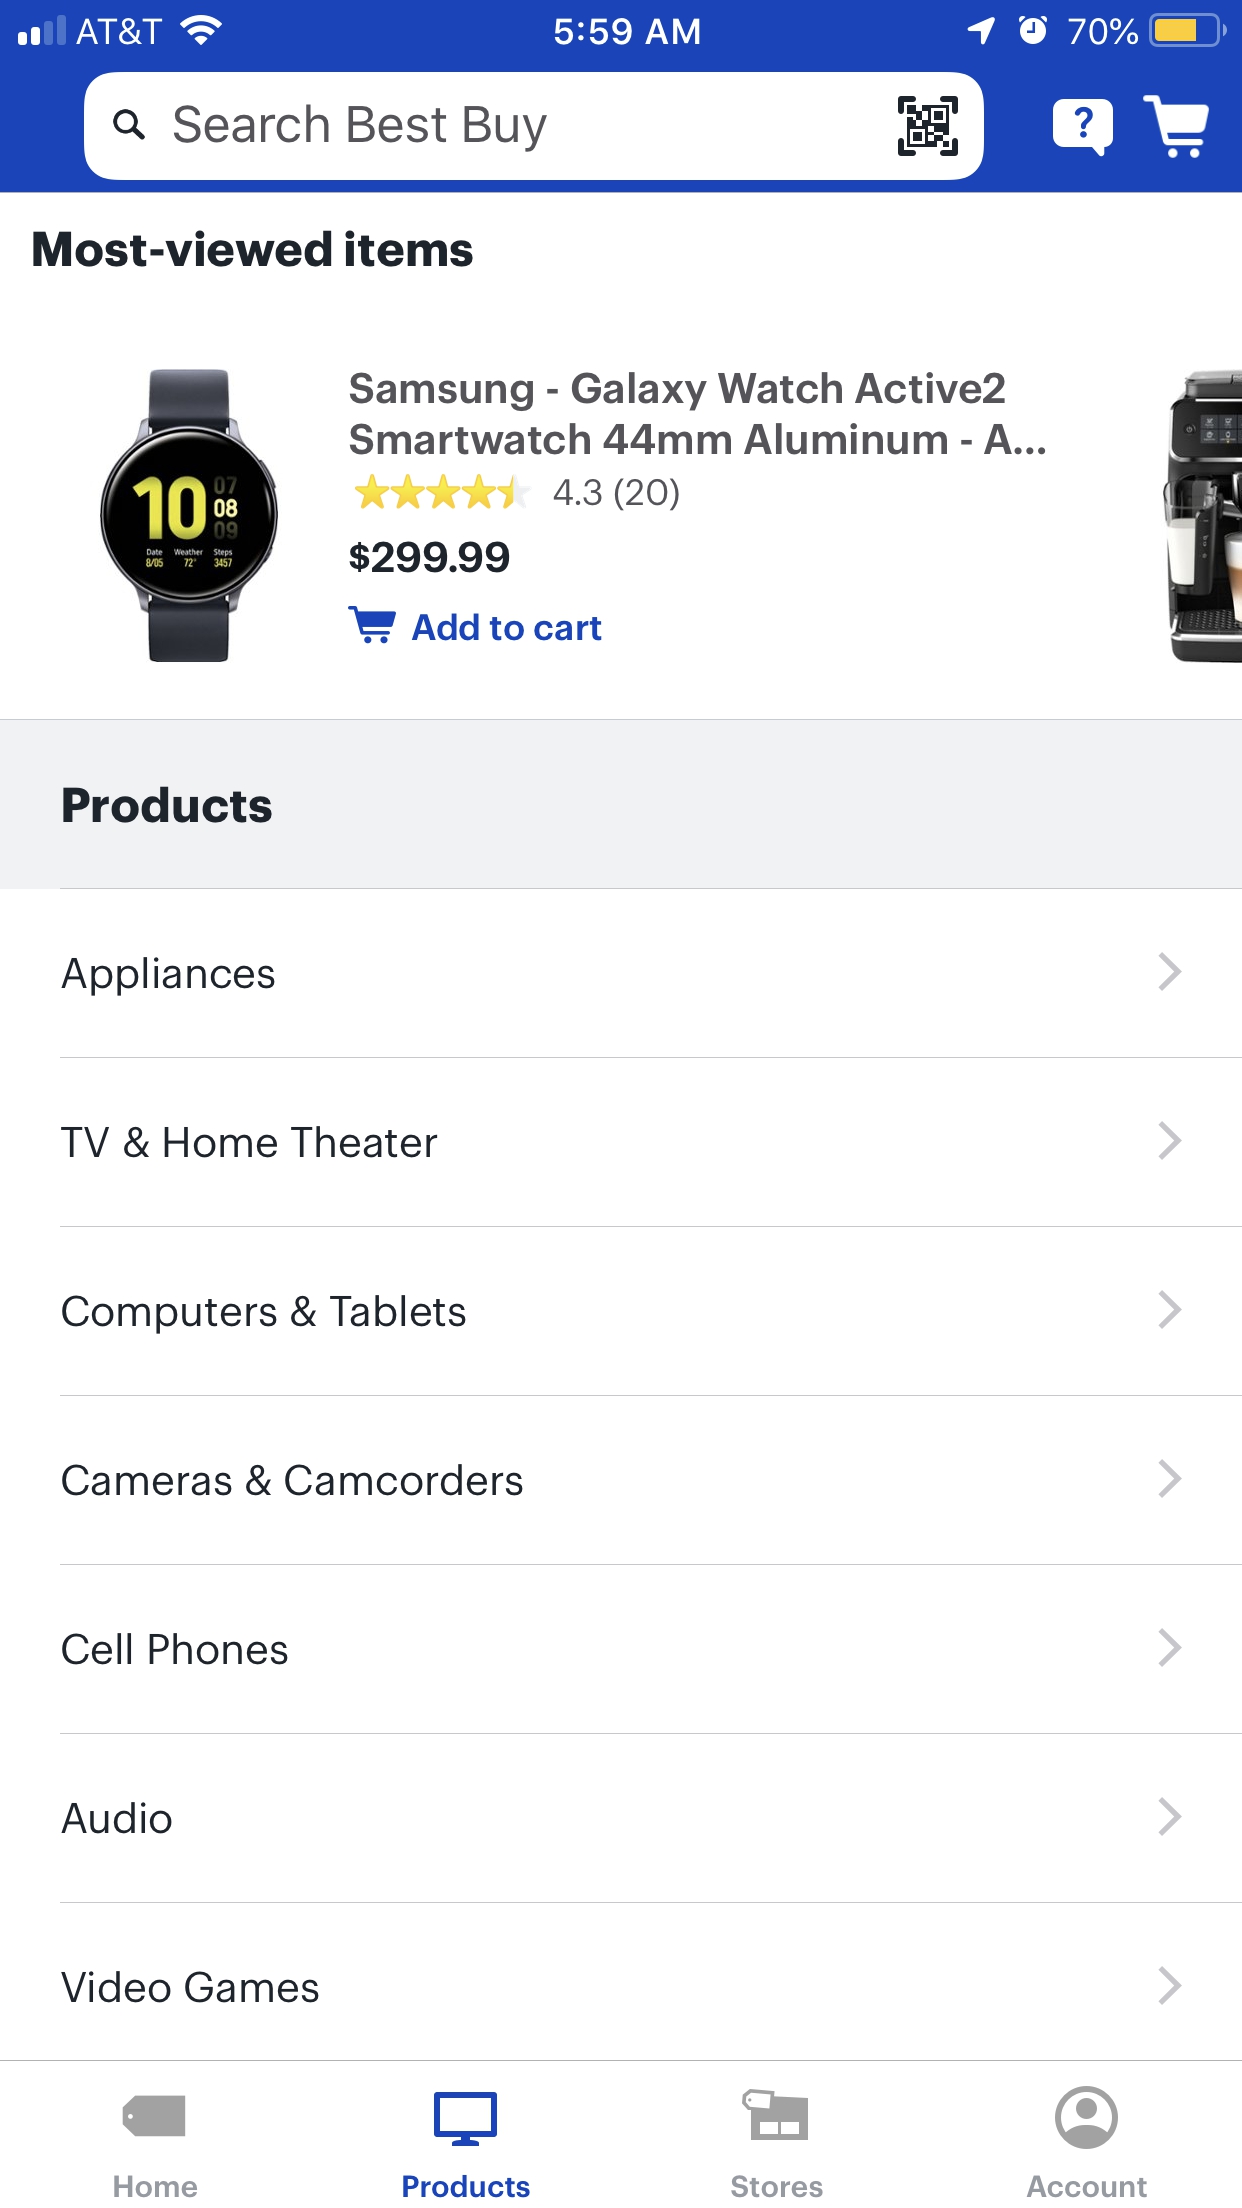 AT&T 5:59 AM 70%
Search Best Buy
Most-viewed items
Samsung - Galaxy Watch Active2
Smartwatch 44mm Aluminum - A...
4.3 (20)
$299.99
Add to cart
10 07
08
09
Date Weather Steps
8/05 72° 3457
Products
Appliances
TV & Home Theater
Computers & Tablets
Cameras & Camcorders
Cell Phones
Audio
Video Games
Home Products Stores Account